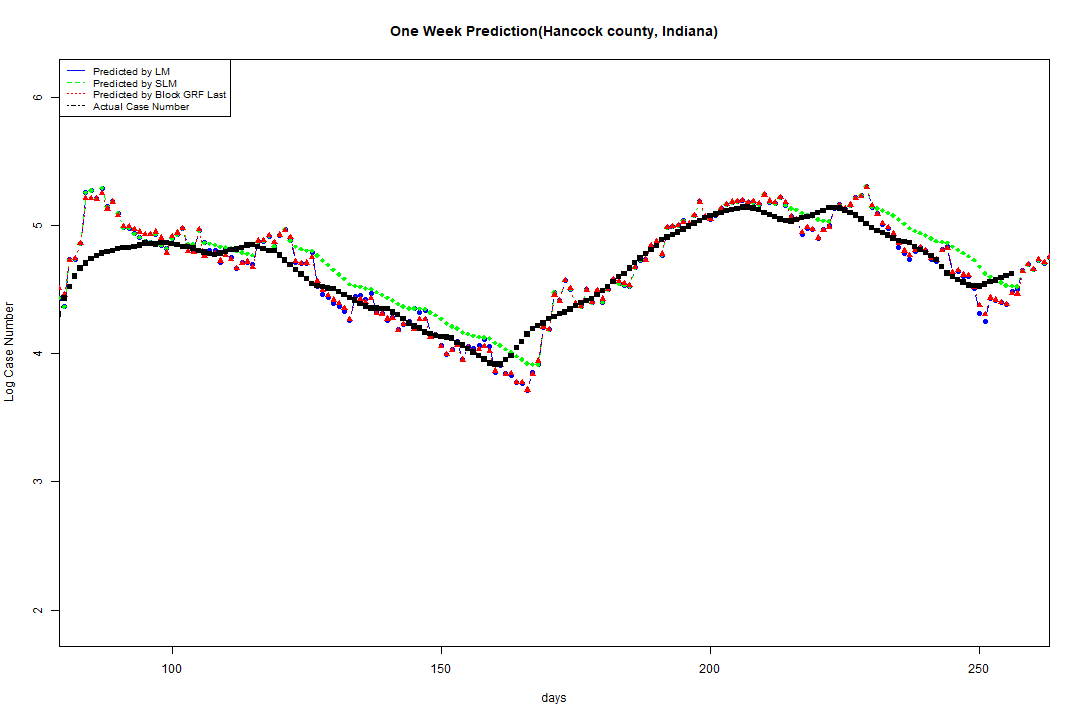 One Week Prediction(Hancock county, Indiana)
Predicted by LM
Predicted by SLM
Predicted by Block GRF Last
Actual Case Number
6
5
4
3
2
Log Case Number
100 150 200 250
days